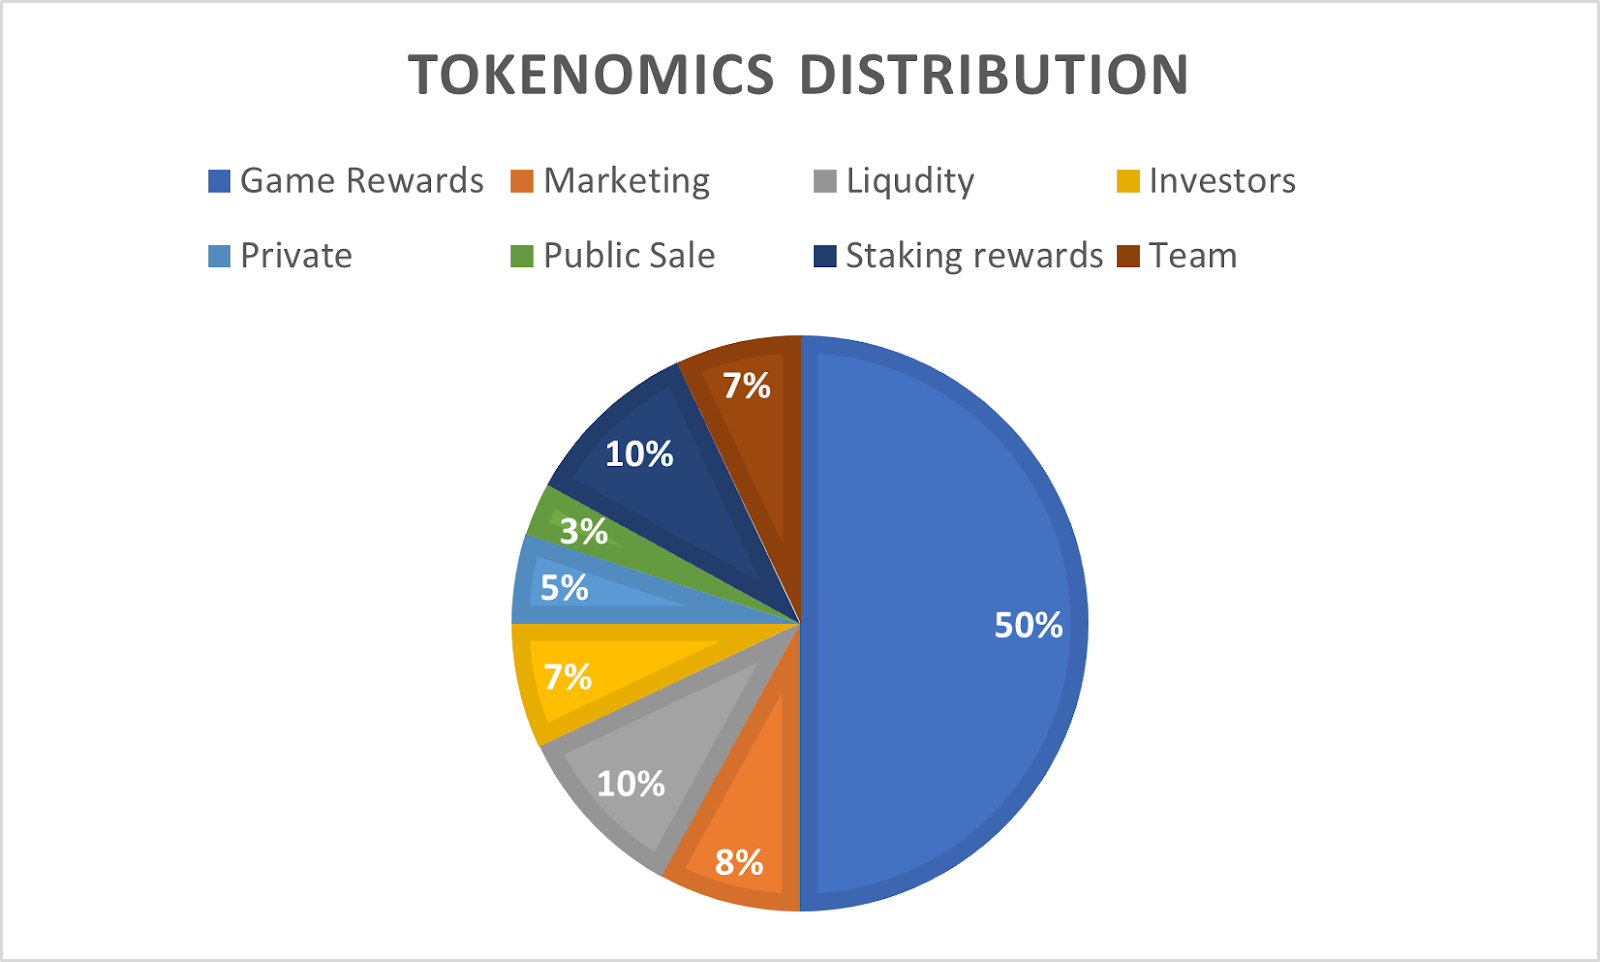 TOKENOMICS DISTRIBUTION
Game Rewards Marketing Liqudity Investors
Private Public Sale Staking rewards Team
7%
10%
3%
5%
50%
7%
10%
8%